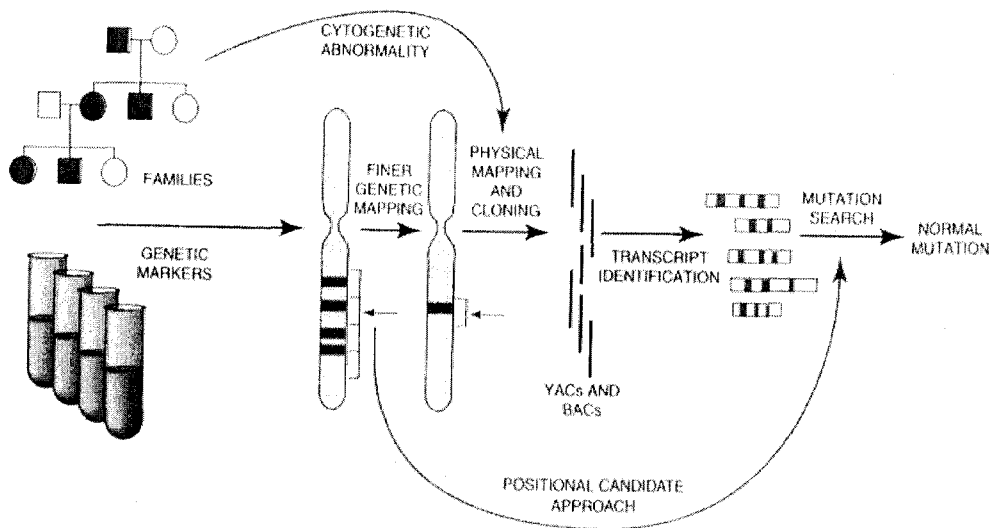 CYTOGENETIC
ABNORMALITY
FAMILIES
GENETIC
MARKERS
FINER
GENETIC
MAPPING
PHYSICAL
MAPPING
AND
CLONING
YACs AND
BACs
TRANSCRIPT
IDENTIFICATION
MUTATION
SEARCH
NORMAL
MUTATION
POSITIONAL CANDIDATE
APPROACH